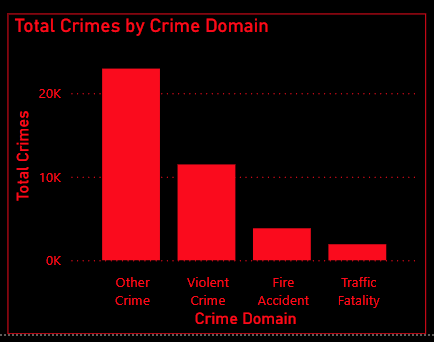 Total Crimes by Crime Domain
Total Crimes
20K
10K
0K
Other Violent Fire Traffic
Crime Crime Accident Fatality
Crime Domain